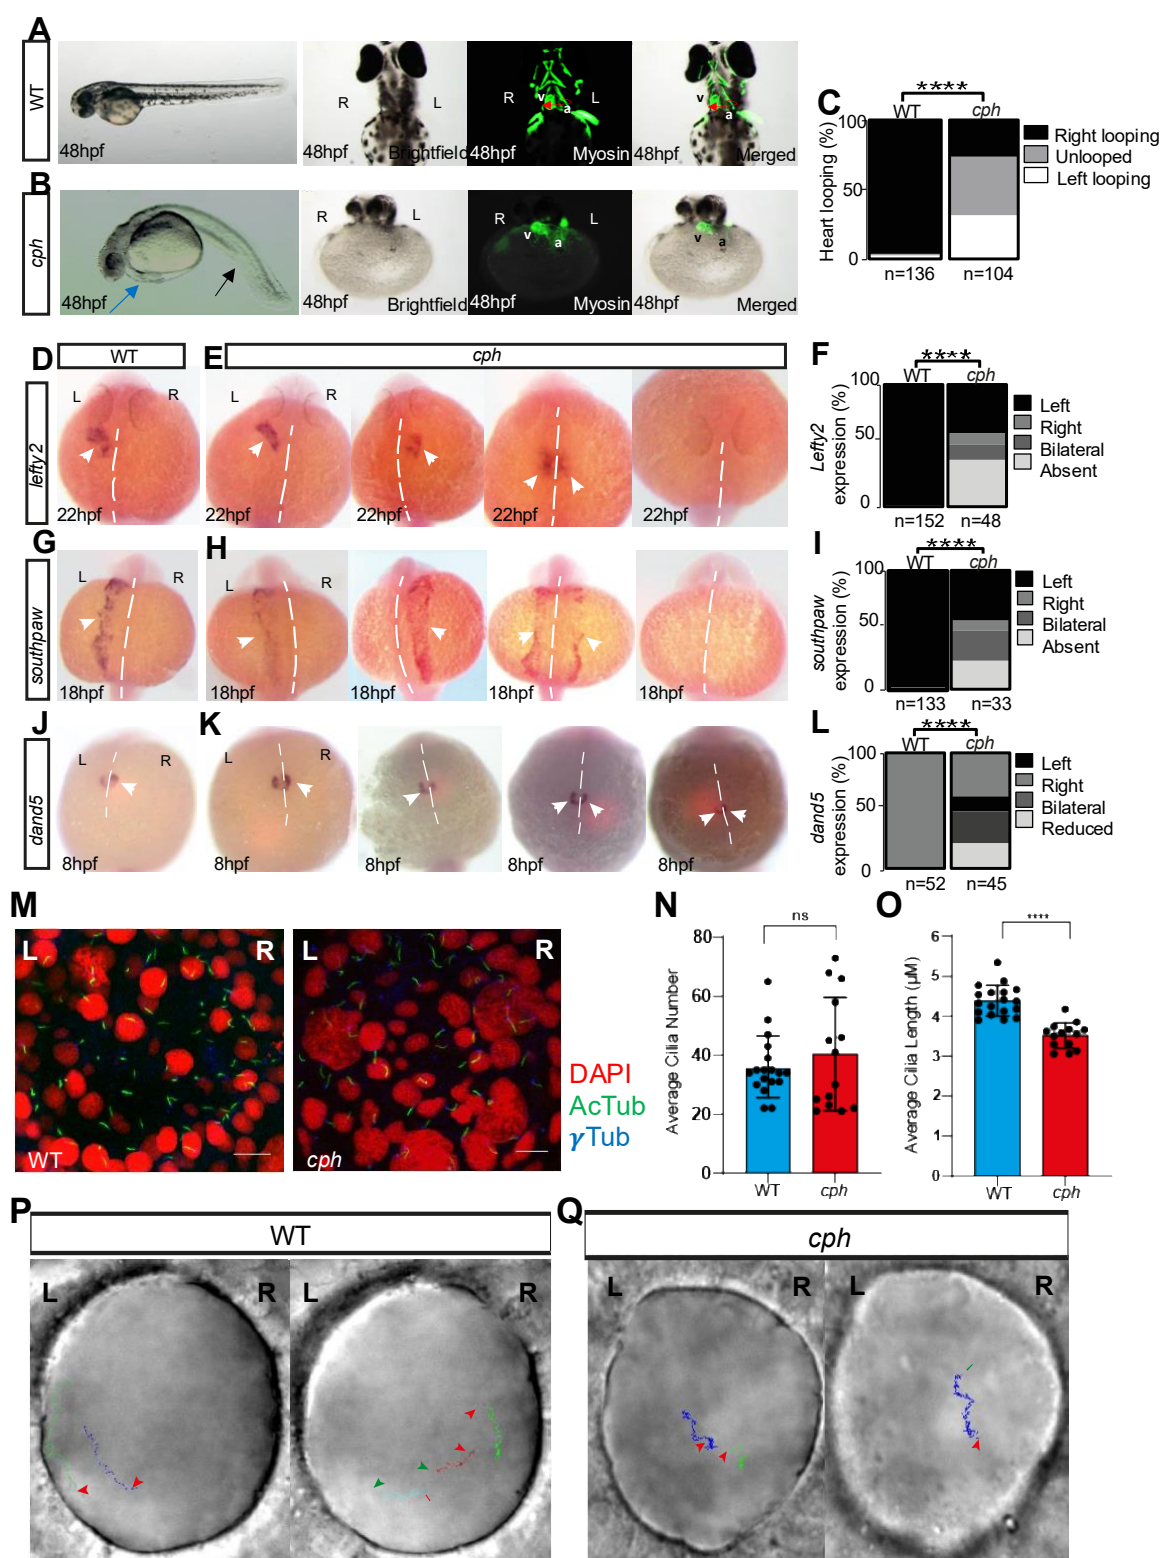 A
WT
48hpf
R
L
48hpf
Brightfield
R
L
v
a
48hpf
Myosin
v
a
48hpf
Merged
B
cph
48hpf
R
L
48hpf
Brightfield
R
L
v
a
48hpf
Myosin
v
a
48hpf
Merged
C
****
WT
cph
Heart looping (%)
100
50
0
n=136
n=104
Right looping
Unlooped
Left looping
D
WT
E
cph
lefty2
L
R
22hpf
L
R
22hpf
22hpf
22hpf
22hpf
F
****
WT
cph
Lefty2
expression (%)
100
50
0
n=152
n=48
Left
Right
Bilateral
Absent
G
H
southpaw
L
R
18hpf
L
R
18hpf
18hpf
18hpf
18hpf
I
****
WT
cph
southpaw
expression (%)
100
50
0
n=133
n=33
Left
Right
Bilateral
Absent
J
K
dand5
L
R
8hpf
L
R
8hpf
8hpf
8hpf
8hpf
L
****
WT
cph
dand5
expression (%)
100
50
0
n=52
n=45
Left
Right
Bilateral
Reduced
M
L
R
WT
L
R
cph
DAPI
AcTub
γTub
N
ns
Average Cilia Number
80
60
40
20
0
WT
cph
O
****
Average Cilia Length (µM)
6
5
4
3
2
1
0
WT
cph
P
WT
L
R
L
R
Q
cph
L
R
L
R